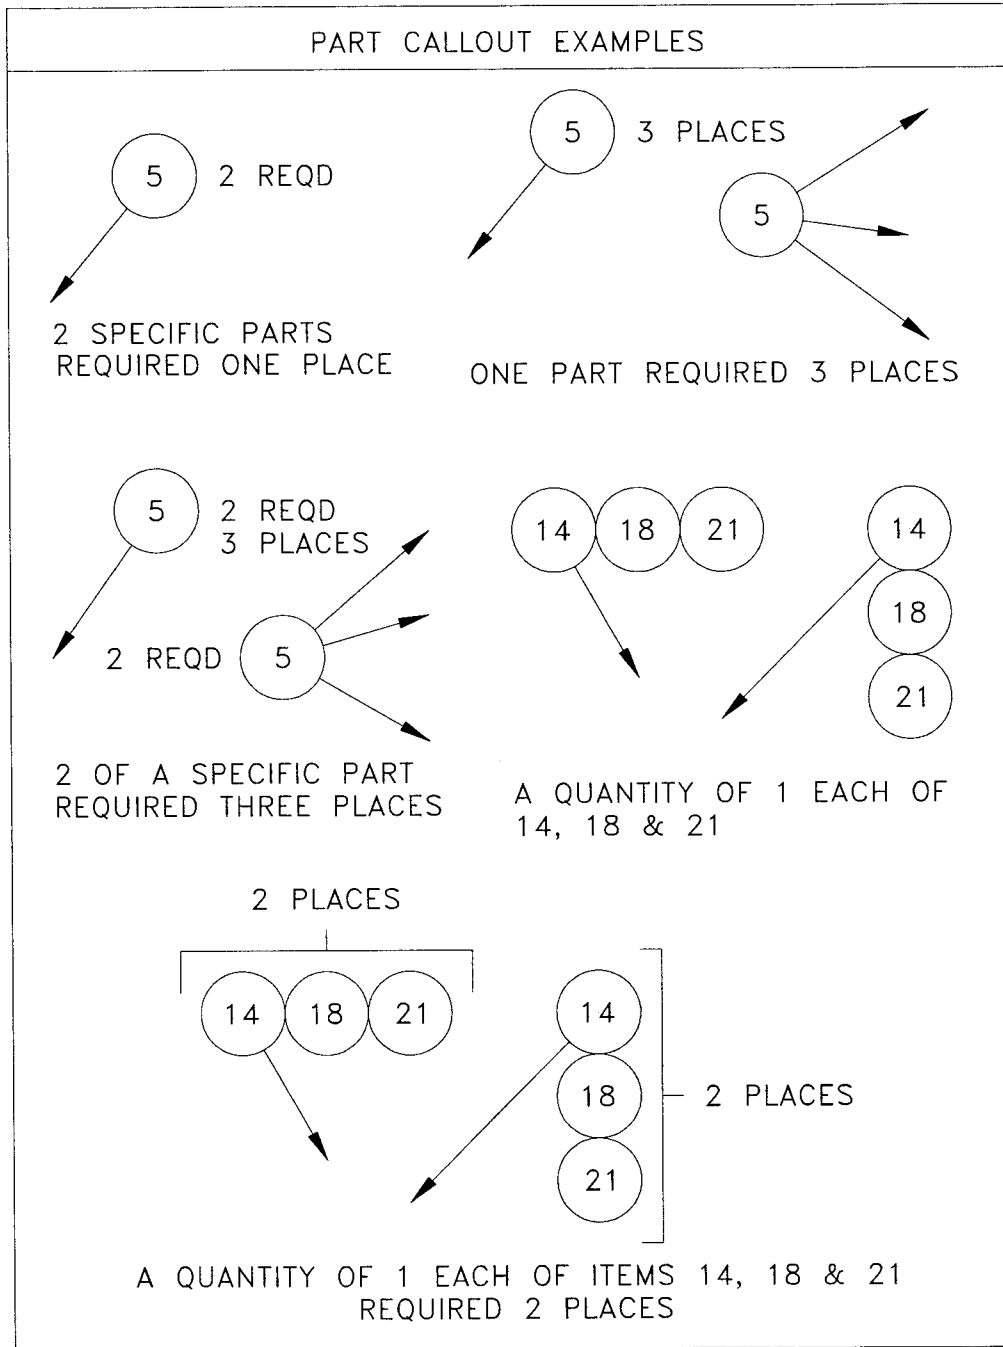 PART CALLOUT EXAMPLES
5 2 REQD
2 SPECIFIC PARTS
REQUIRED ONE PLACE
5 3 PLACES
5
ONE PART REQUIRED 3 PLACES
5 2 REQD
3 PLACES
2 REQD 5
2 OF A SPECIFIC PART
REQUIRED THREE PLACES
14 18 21
14
18
21
A QUANTITY OF 1 EACH OF
14, 18 & 21
2 PLACES
14 18 21
14
18
21
2 PLACES
A QUANTITY OF 1 EACH OF ITEMS 14, 18 & 21
REQUIRED 2 PLACES